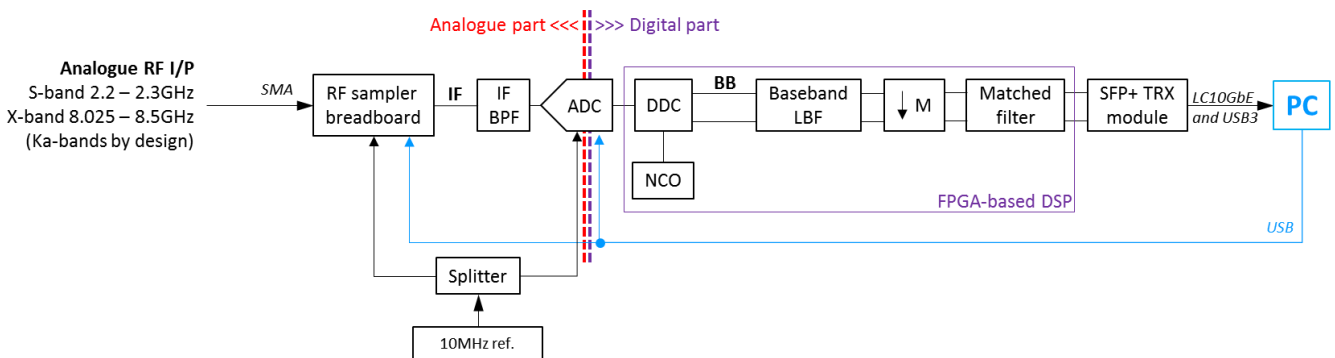 Analogue part <<< >>> Digital part
Analogue RF I/P
S-band 2.2 – 2.3GHz
X-band 8.025 – 8.5GHz
(Ka-bands by design)
SMA
RF sampler
breadboard
IF
IF
BPF
ADC
DDC
NCO
BB
Baseband
LBF
↓ M
Matched
filter
SFP+ TRX
module
LC10GbE
and USB3
PC
FPGA-based DSP
USB
Splitter
10MHz ref.